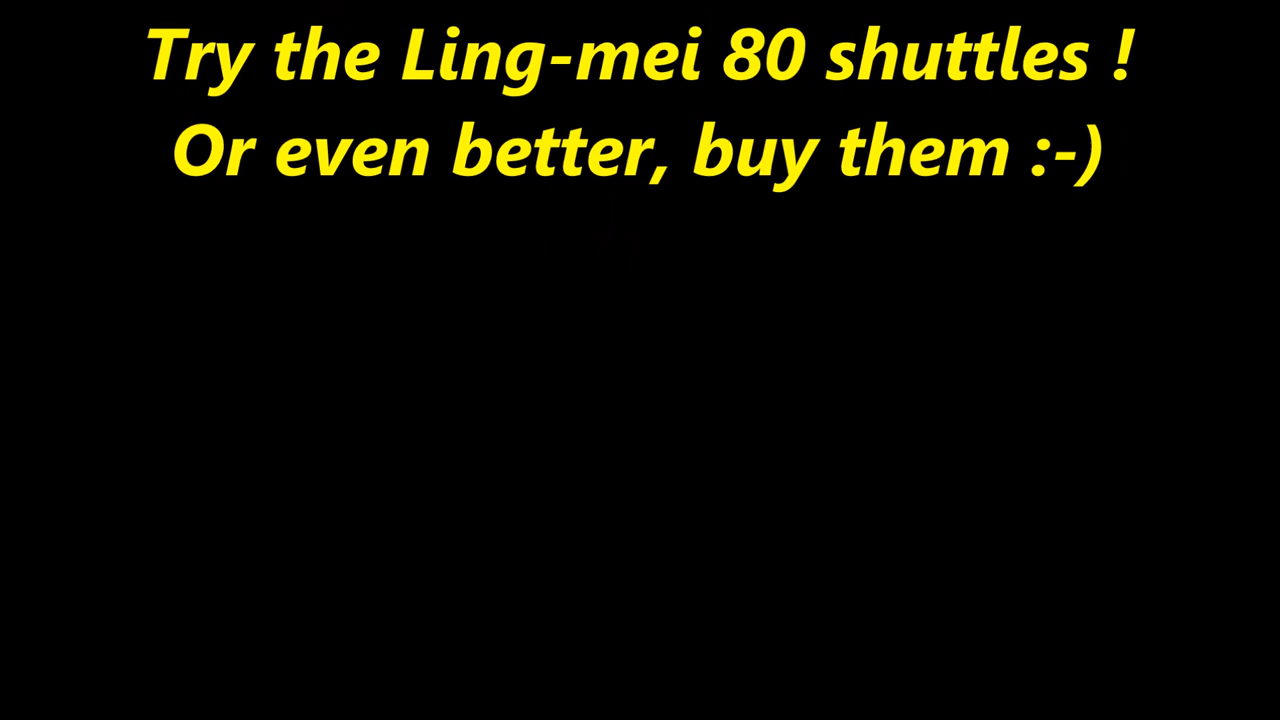 Try the Ling-mei 80 shuttles !
Or even better, buy them :-)